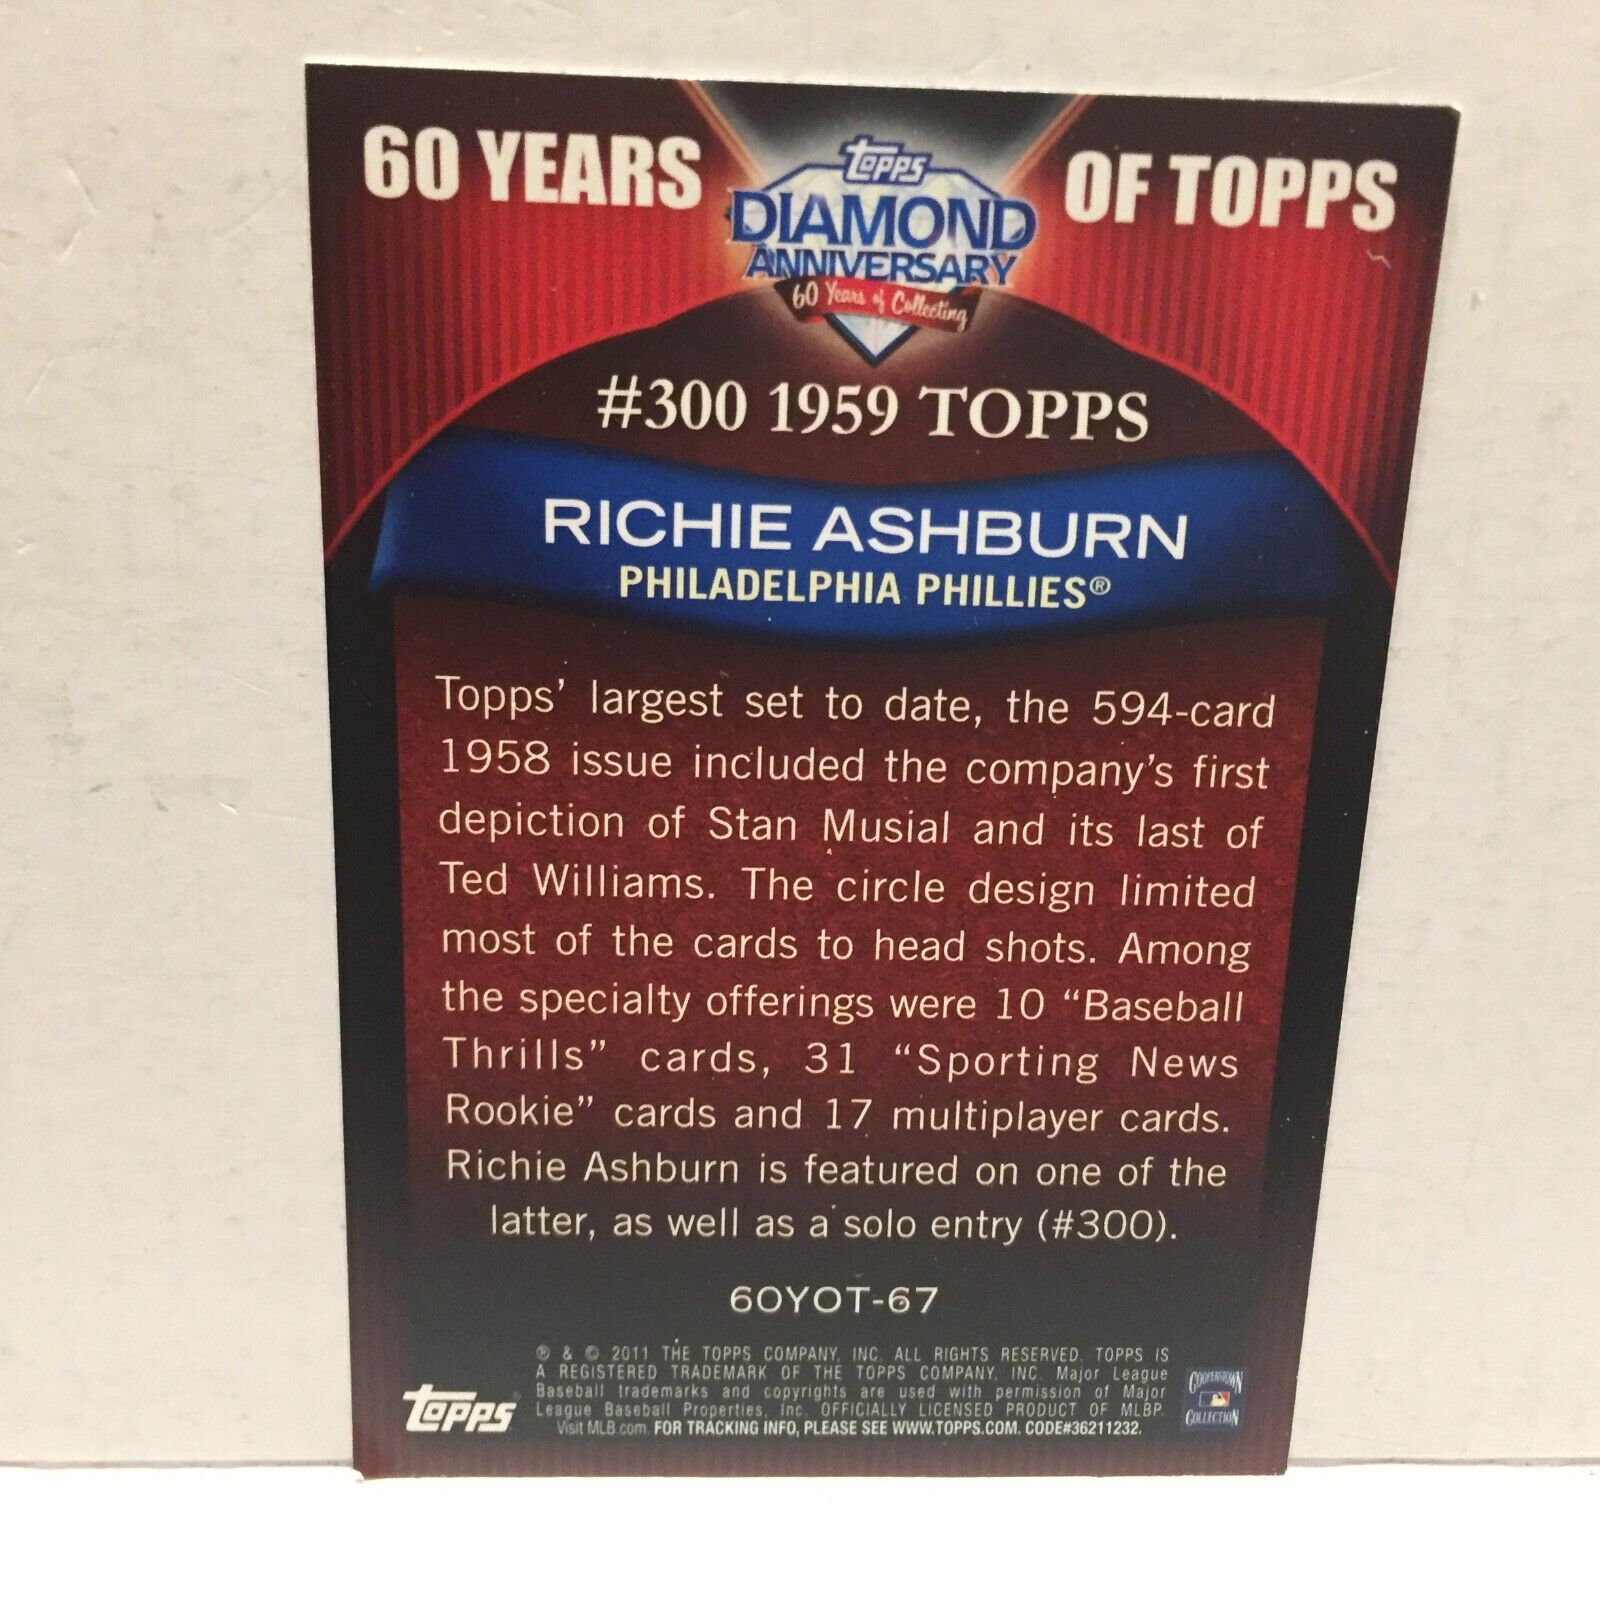 60 YEARS OF TOPPS
Topps
DIAMOND
ANNIVERSARY
60 Years of Collecting
#300 1959 TOPPS
RICHIE ASHBURN
PHILADELPHIA PHILLIES®
Topps’ largest set to date, the 594-card
1958 issue included the company’s first
depiction of Stan Musial and its last of
Ted Williams. The circle design limited
most of the cards to head shots. Among
the specialty offerings were 10 “Baseball
Thrills” cards, 31 “Sporting News
Rookie” cards and 17 multiplayer cards.
Richie Ashburn is featured on one of the
latter, as well as a solo entry (#300).
60YOT-67
® & © 2011 THE TOPPS COMPANY, INC. ALL RIGHTS RESERVED. TOPPS IS
A REGISTERED TRADEMARK OF THE TOPPS COMPANY, INC. Major League
Baseball trademarks and copyrights are used with permission of Major
League Baseball Properties, Inc. OFFICIALLY LICENSED PRODUCT OF MLBP.
Visit MLB.com. FOR TRACKING INFO, PLEASE SEE WWW.TOPPS.COM. CODE#36211232.
Topps®
COOPERSTOWN
COLLECTION